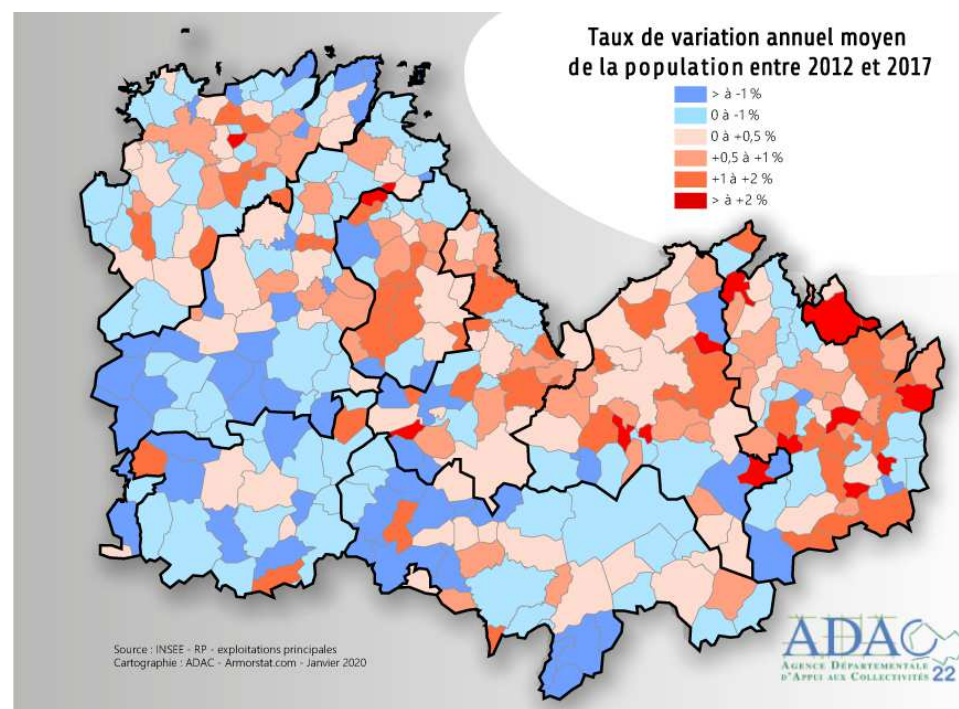 Taux de variation annuel moyen
de la population entre 2012 et 2017
> à -1 %
0 à -1 %
0 à +0,5 %
+0,5 à +1 %
+1 à +2 %
> à +2 %
Source : INSEE - RP - exploitations principales
Cartographie : ADAC - Armorstat.com - Janvier 2020
ADAC
AGENCE DÉPARTEMENTALE
D'APPUI AUX COLLECTIVITÉS 22